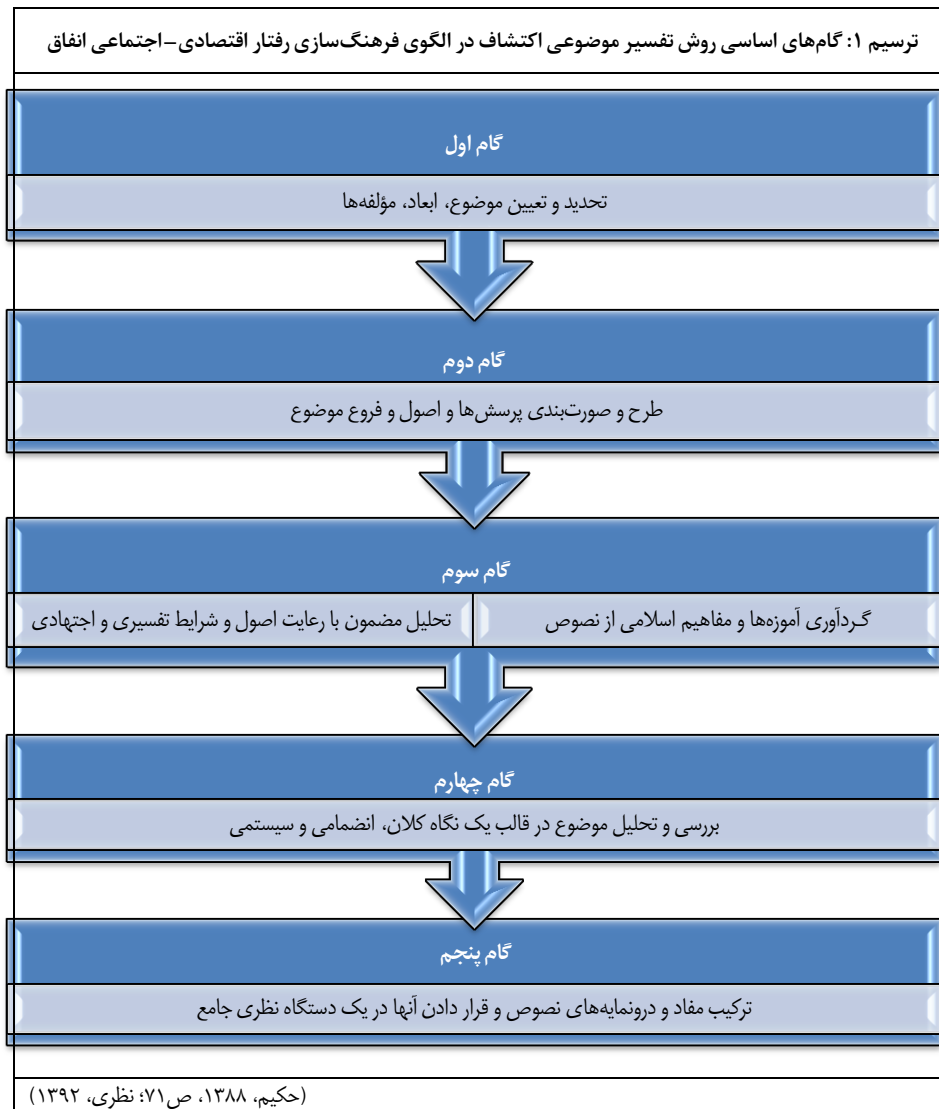 ترسیم ۱: گام‌های اساسی روش تفسیر موضوعی اکتشاف در الگوی فرهنگ‌سازی رفتار اقتصادی-اجتماعی انفاق
گام اول
تحدید و تعیین موضوع، ابعاد، مؤلفه‌ها
گام دوم
طرح و صورت‌بندی پرسش‌ها و اصول و فروع موضوع
گام سوم
گردآوری آموزه‌ها و مفاهیم اسلامی از نصوص
تحلیل مضمون با رعایت اصول و شرایط تفسیری و اجتهادی
گام چهارم
بررسی و تحلیل موضوع در قالب یک نگاه کلان، انضمامی و سیستمی
گام پنجم
ترکیب مفاد و درونمایه‌های نصوص و قرار دادن آنها در یک دستگاه نظری جامع
(حکیم، ۱۳۸۸، ص۷۱؛ نظری، ۱۳۹۲)